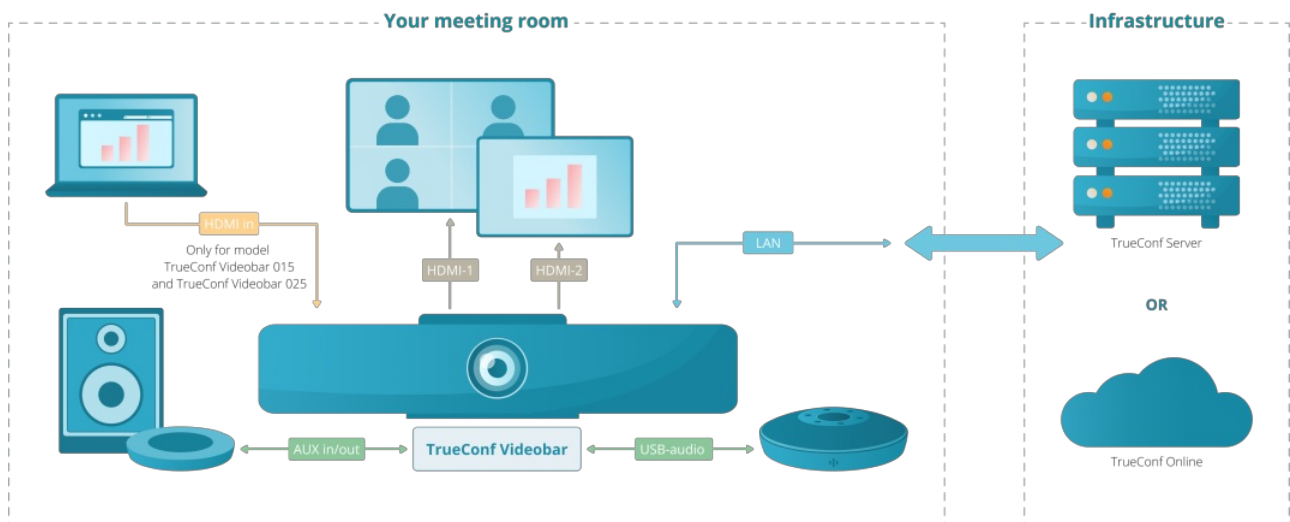 Your meeting room
Infrastructure
HDMI in
Only for model
TrueConf Videobar 015
and TrueConf Videobar 025
HDMI-1
HDMI-2
LAN
TrueConf Server
OR
AUX in/out
TrueConf Videobar
USB-audio
TrueConf Online